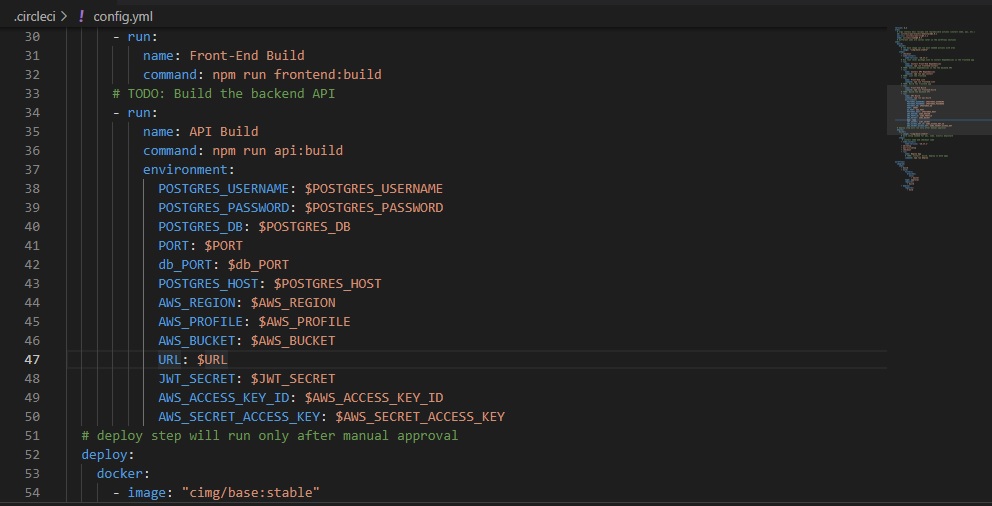 .circleci > ! config.yml
30 - run:
31 name: Front-End Build
32 command: npm run frontend:build
33 # TODO: Build the backend API
34 - run:
35 name: API Build
36 command: npm run api:build
37 environment:
38 POSTGRES_USERNAME: $POSTGRES_USERNAME
39 POSTGRES_PASSWORD: $POSTGRES_PASSWORD
40 POSTGRES_DB: $POSTGRES_DB
41 PORT: $PORT
42 db_PORT: $db_PORT
43 POSTGRES_HOST: $POSTGRES_HOST
44 AWS_REGION: $AWS_REGION
45 AWS_PROFILE: $AWS_PROFILE
46 AWS_BUCKET: $AWS_BUCKET
47 URL: $URL
48 JWT_SECRET: $JWT_SECRET
49 AWS_ACCESS_KEY_ID: $AWS_ACCESS_KEY_ID
50 AWS_SECRET_ACCESS_KEY: $AWS_SECRET_ACCESS_KEY
51 # deploy step will run only after manual approval
52 deploy:
53 docker:
54 - image: "cimg/base:stable"